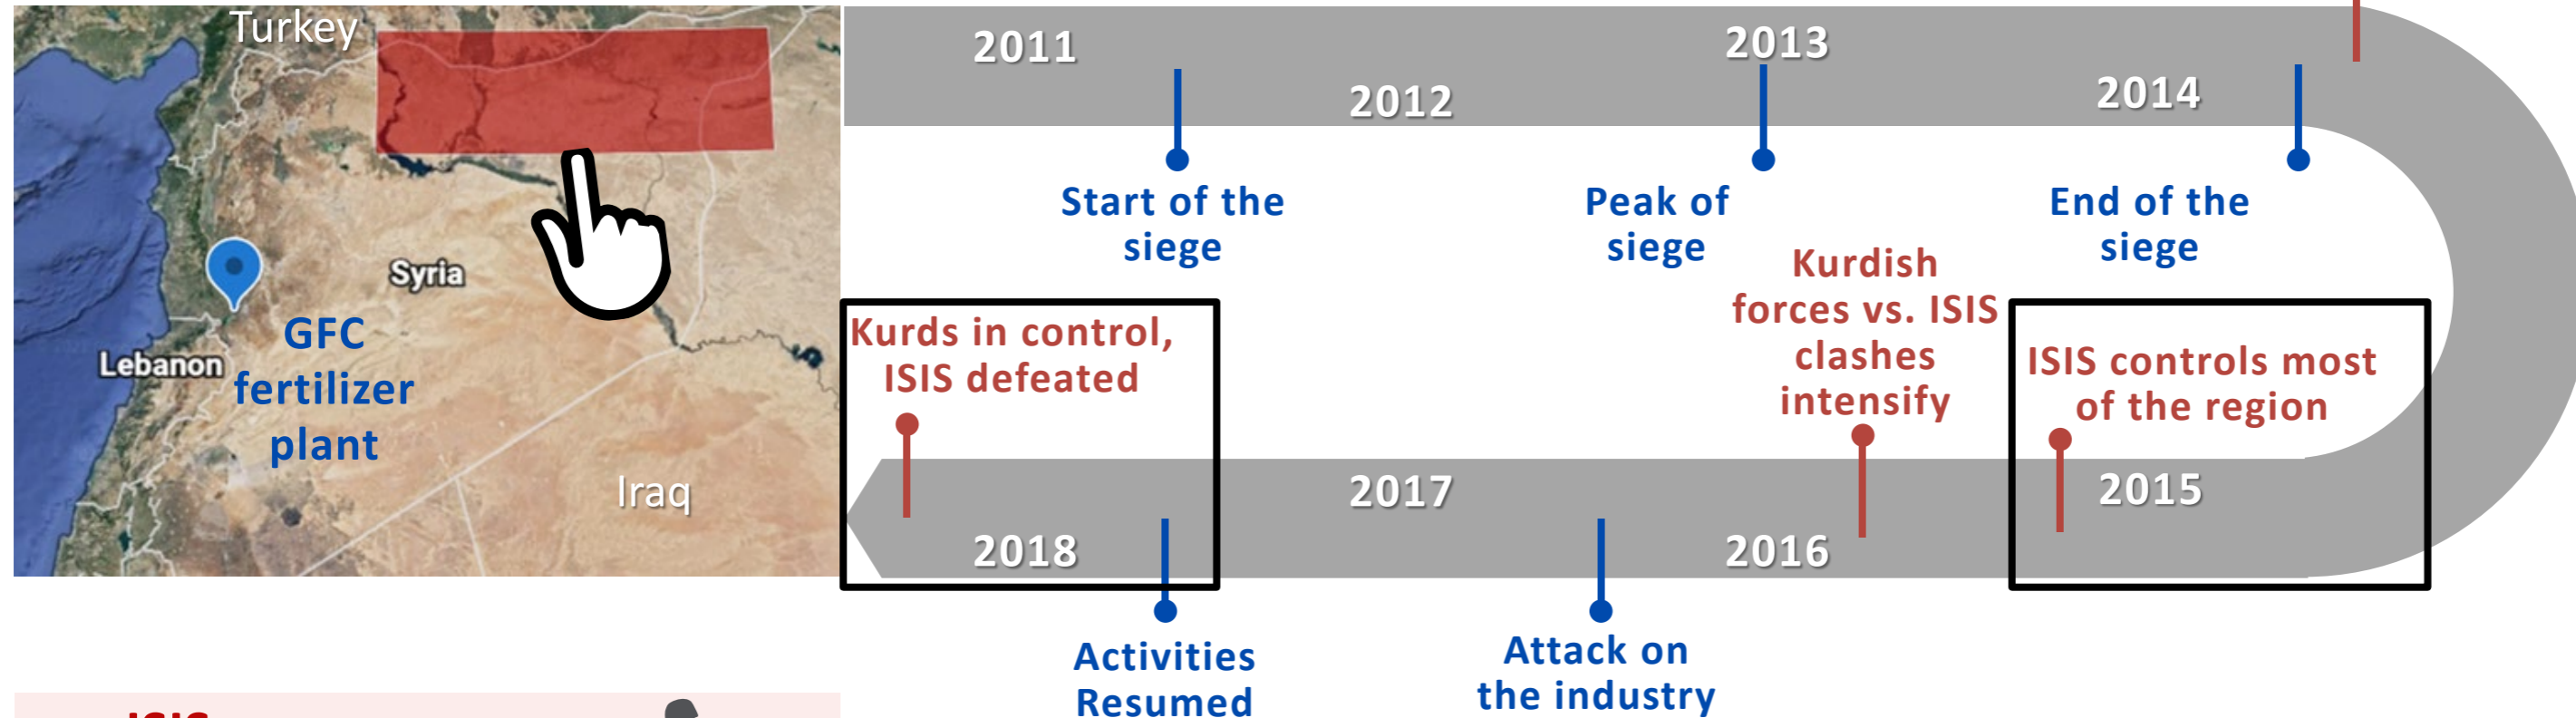 Turkey
Syria
GFC
fertilizer
plant
Lebanon
Iraq
2011
2012
2013
2014
Start of the
siege
Peak of
siege
End of the
siege
Kurdish
forces vs. ISIS
clashes
intensify
ISIS controls most
of the region
Kurds in control,
ISIS defeated
2015
2016
2017
2018
Activities
Resumed
Attack on
the industry
ISIS